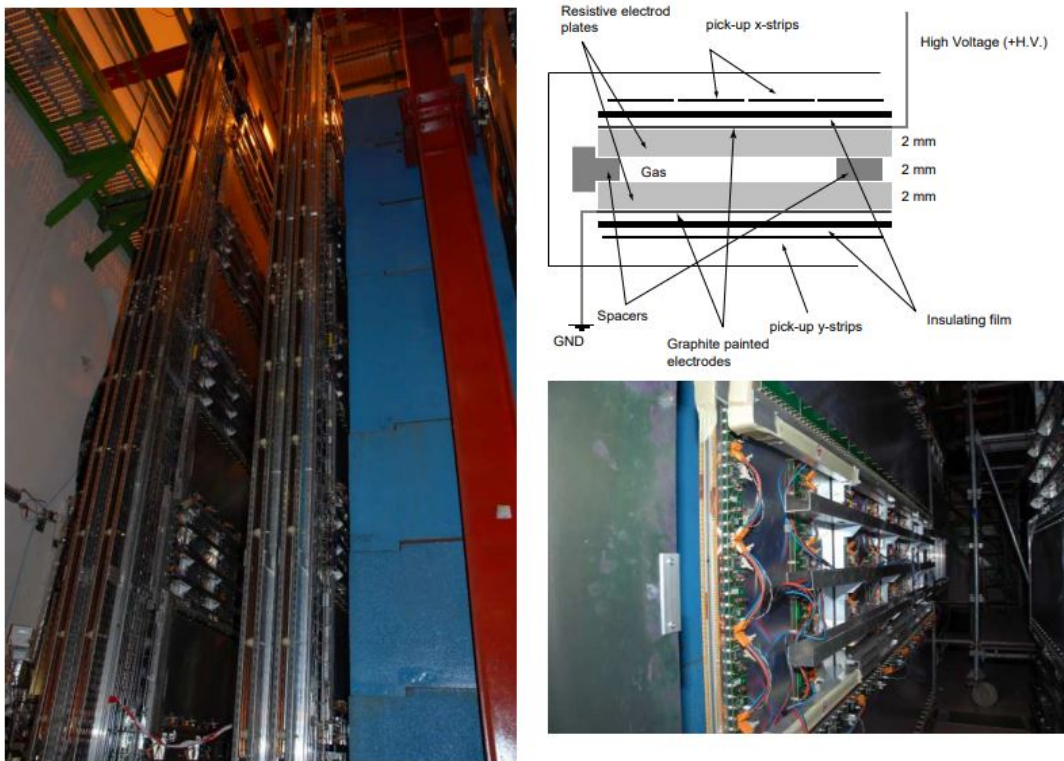 Resistive electrod
plates
pick-up x-strips
High Voltage (+H.V.)
2 mm
Gas
2 mm
2 mm
Spacers
pick-up y-strips
Insulating film
GND
Graphite painted
electrodes